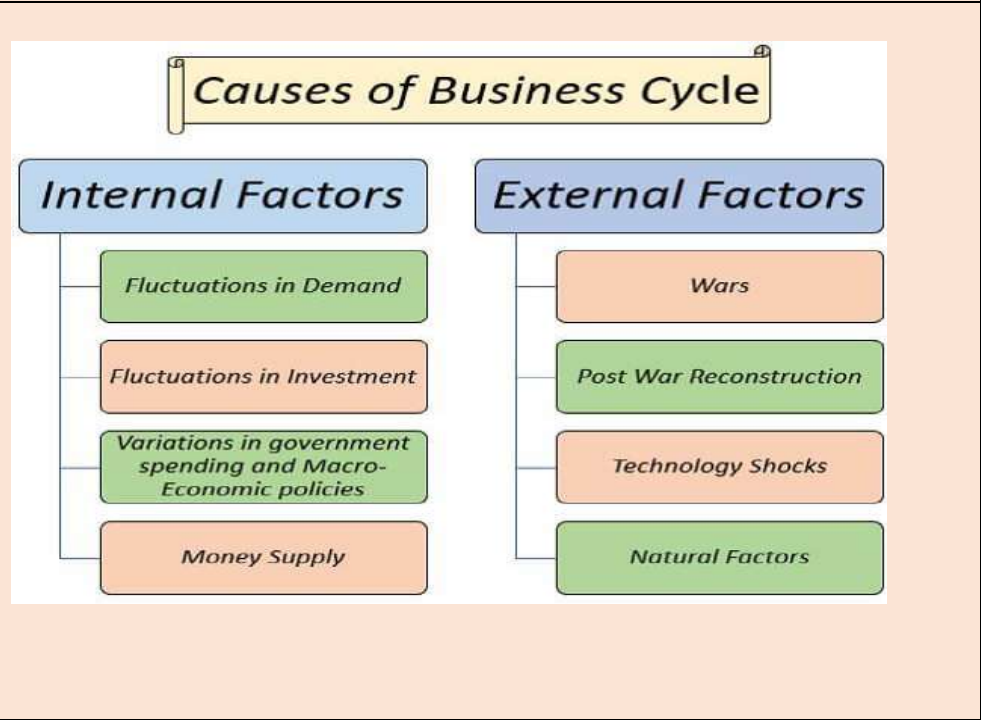 Causes of Business Cycle
Internal Factors
Fluctuations in Demand
Fluctuations in Investment
Variations in government
spending and Macro-
Economic policies
Money Supply
External Factors
Wars
Post War Reconstruction
Technology Shocks
Natural Factors